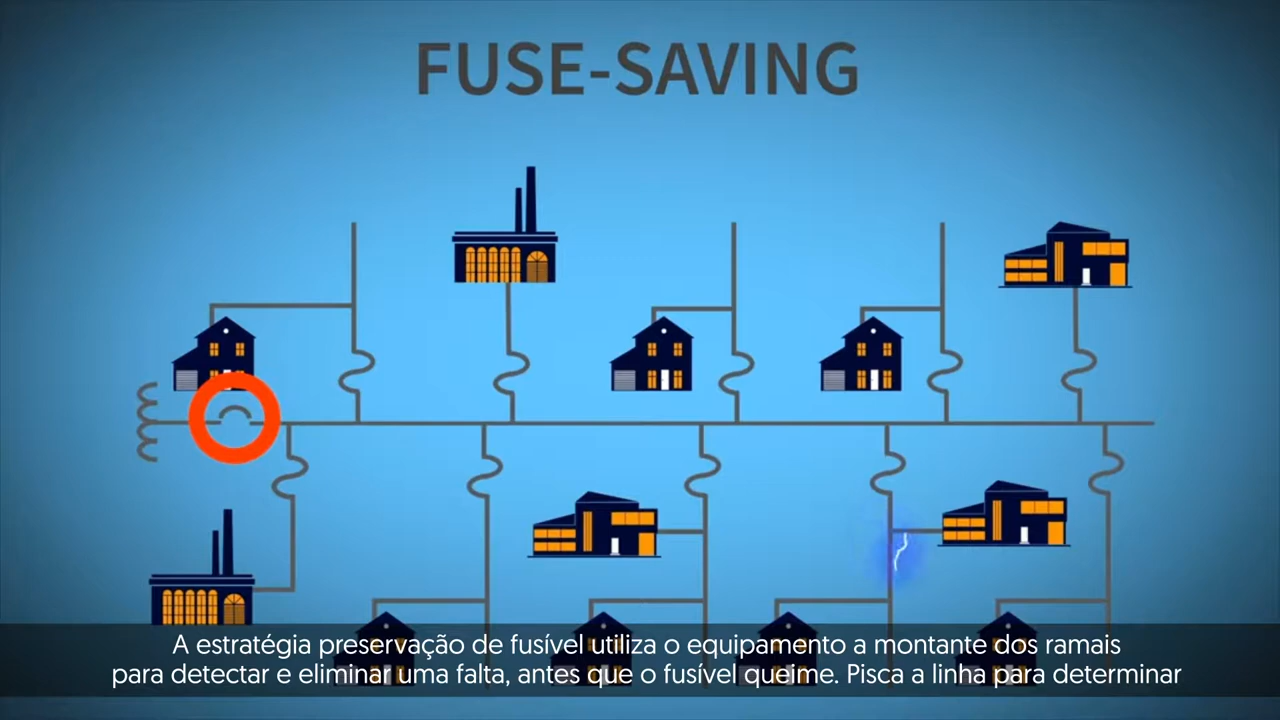 FUSE-SAVING
A estratégia preservação de fusível utiliza o equipamento a montante dos ramais
para detectar e eliminar uma falta, antes que o fusível queime. Pisca a linha para determinar